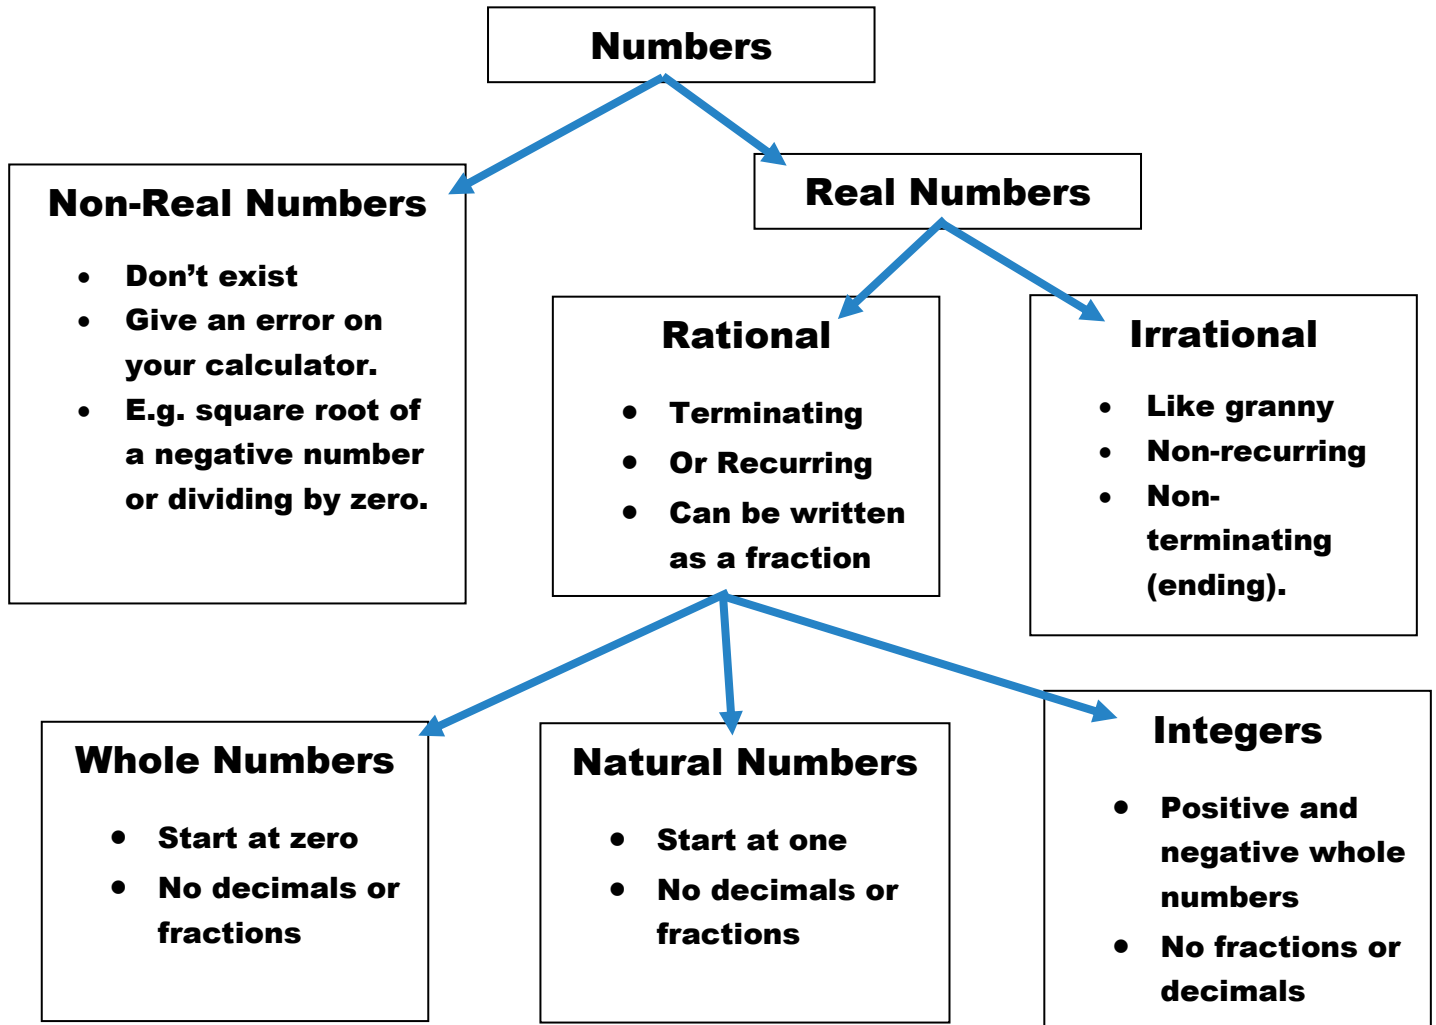 Numbers
Non-Real Numbers
• Don’t exist
• Give an error on
your calculator.
• E.g. square root of
a negative number
or dividing by zero.
Real Numbers
Rational
• Terminating
• Or Recurring
• Can be written
as a fraction
Irrational
• Like granny
• Non-recurring
• Non-
terminating
(ending).
Whole Numbers
• Start at zero
• No decimals or
fractions
Natural Numbers
• Start at one
• No decimals or
fractions
Integers
• Positive and
negative whole
numbers
• No fractions or
decimals